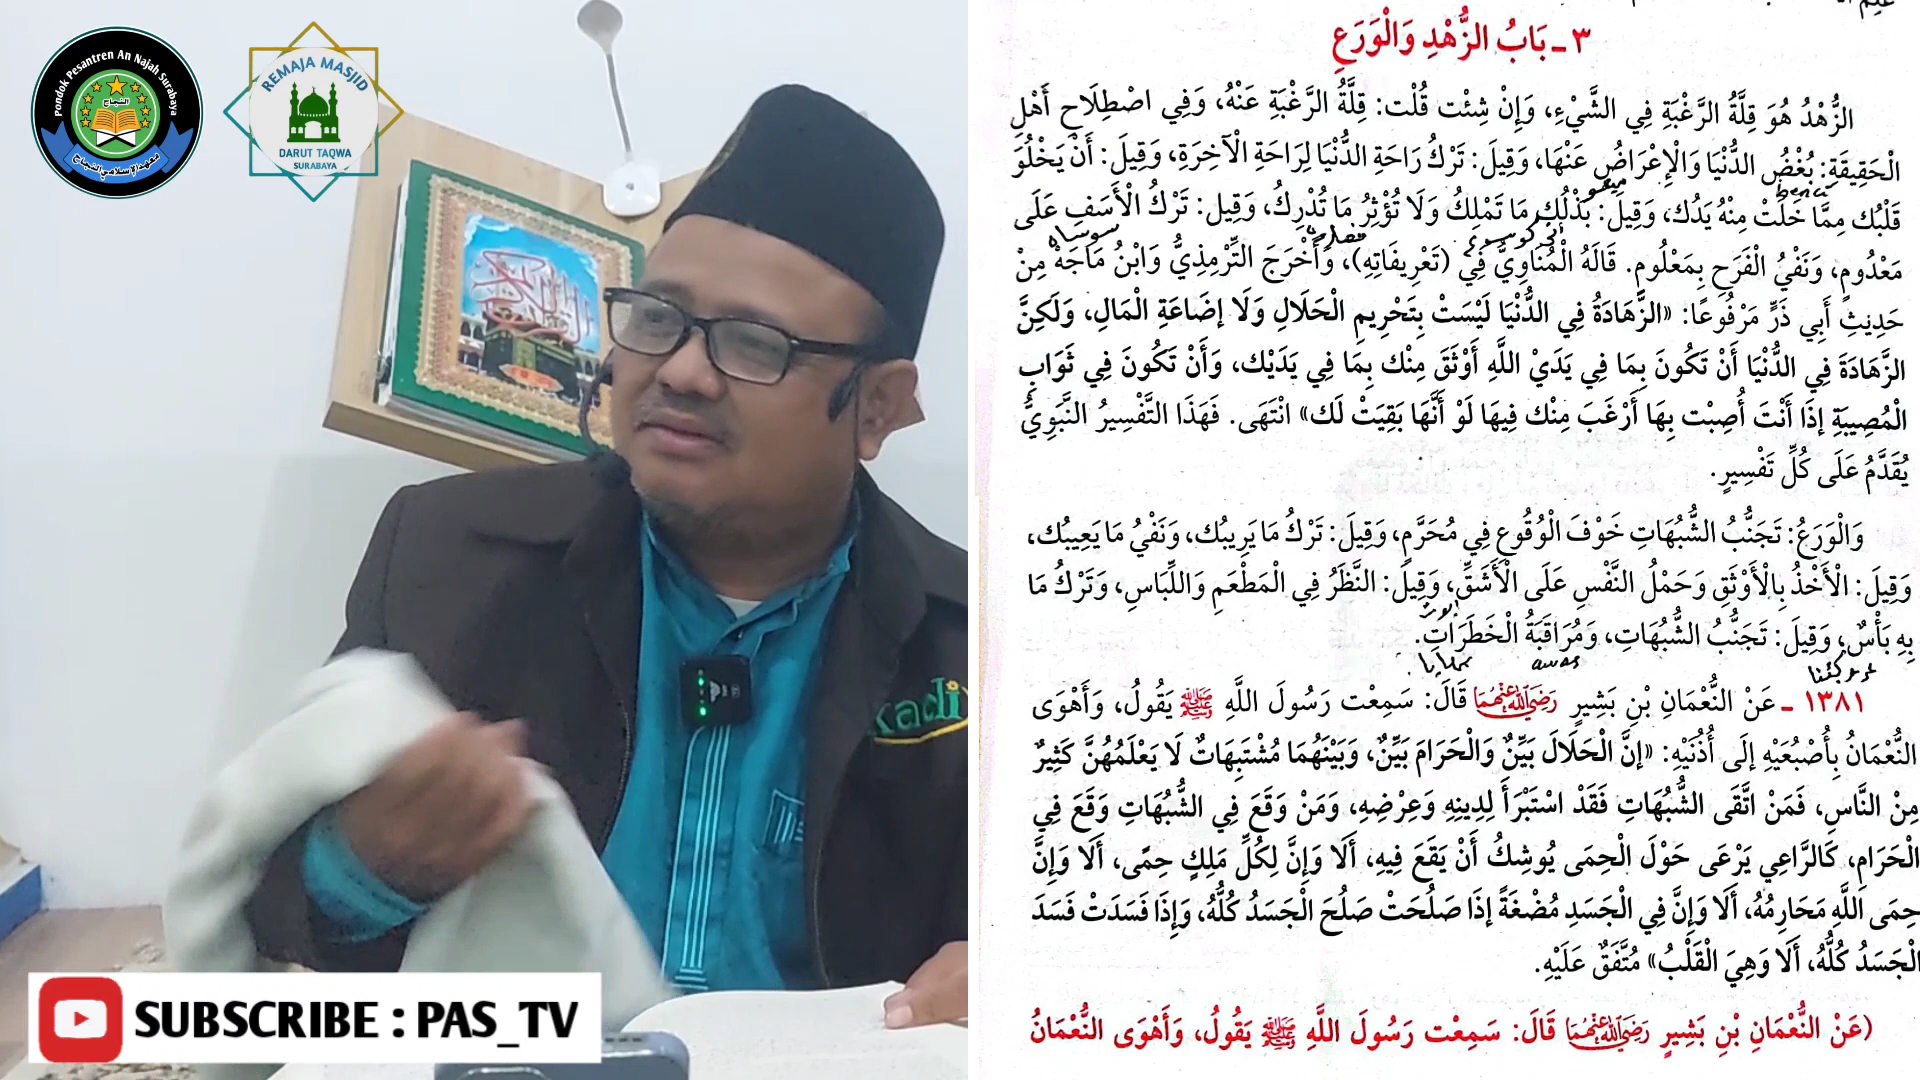 Pondok Pesantren An Najah Surabaya
النجاح
معهد الإسلامي النجاح
REMAJA MASJID
DARUT TAQWA
SURABAYA
kadi
SUBSCRIBE : PAS_TV
٣ ـ بَابُ الزُّهْدِ وَالْوَرَعِ
الزُّهْدُ هُوَ قِلَّةُ الرَّغْبَةِ فِي الشَّيْءِ، وَإِنْ شِئْت قُلْت: قِلَّةُ الرَّغْبَةِ عَنْهُ، وَفِي اصْطِلَاحِ أَهْلِ
الْحَقِيقَةِ: بُغْضُ الدُّنْيَا وَالْإِعْرَاضُ عَنْهَا، وَقِيلَ: تَرْكُ رَاحَةِ الدُّنْيَا لِرَاحَةِ الْآخِرَةِ، وَقِيلَ: أَنْ يَخْلُوَ
قَلْبُك مِمَّا خَلَتْ مِنْهُ يَدُك، وَقِيلَ: بَذْلُك مَا تَمْلِكُ وَلَا تُؤْثِرُ مَا تُدْرِكُ، وَقِيل: تَرْكُ الْأَسَفِ عَلَى
مَعْدُومٍ، وَنَفْيُ الْفَرَحِ بِمَعْلُومٍ. قَالَهُ الْمُنَاوِيُّ فِي (تَعْرِيفَاتِهِ)، وَأَخْرَجَ التِّرْمِذِيُّ وَابْنُ مَاجَهْ مِنْ
حَدِيثِ أَبِي ذَرٍّ مَرْفُوعًا: «الزَّهَادَةُ فِي الدُّنْيَا لَيْسَتْ بِتَحْرِيمِ الْحَلَالِ وَلَا إِضَاعَةِ الْمَالِ، وَلَكِنَّ
الزَّهَادَةَ فِي الدُّنْيَا أَنْ تَكُونَ بِمَا فِي يَدَيْ اللَّهِ أَوْثَقَ مِنْك بِمَا فِي يَدَيْك، وَأَنْ تَكُونَ فِي ثَوَابِ
الْمُصِيبَةِ إِذَا أَنْتَ أُصِبْت بِهَا أَرْغَبَ مِنْك فِيهَا لَوْ أَنَّهَا بَقِيَتْ لَك» انْتَهَى. فَهَذَا التَّفْسِيرُ النَّبَوِيُّ
يُقَدَّمُ عَلَى كُلِّ تَفْسِيرٍ.
وَالْوَرَعُ: تَجَنُّبُ الشُّبُهَاتِ خَوْفَ الْوُقُوعِ فِي مُحَرَّمٍ، وَقِيلَ: تَرْكُ مَا يَرِيبُك، وَنَفْيُ مَا يَعِيبُك،
وَقِيلَ: الْأَخْذُ بِالْأَوْثَقِ وَحَمْلُ النَّفْسِ عَلَى الْأَشَقِّ، وَقِيلَ: النَّظَرُ فِي الْمَطْعَمِ وَاللِّبَاسِ، وَتَرْكُ مَا
بِهِ بَأْسٌ، وَقِيلَ: تَجَنُّبُ الشُّبُهَاتِ، وَمُرَاقَبَةُ الْخَطَرَاتِ.
١٣٨١ ـ عَنْ النُّعْمَانِ بْنِ بَشِيرٍ رَضِيَ اللَّهُ عَنْهُمَا قَالَ: سَمِعْت رَسُولَ اللَّهِ ﷺ يَقُولُ، وَأَهْوَى
النُّعْمَانُ بِأُصْبُعَيْهِ إِلَى أُذُنَيْهِ: «إِنَّ الْحَلَالَ بَيِّنٌ وَالْحَرَامَ بَيِّنٌ، وَبَيْنَهُمَا مُشْتَبِهَاتٌ لَا يَعْلَمُهُنَّ كَثِيرٌ
مِنْ النَّاسِ، فَمَنْ اتَّقَى الشُّبُهَاتِ فَقَدْ اسْتَبْرَأَ لِدِينِهِ وَعِرْضِهِ، وَمَنْ وَقَعَ فِي الشُّبُهَاتِ وَقَعَ فِي
الْحَرَامِ، كَالرَّاعِي يَرْعَى حَوْلَ الْحِمَى يُوشِكُ أَنْ يَقَعَ فِيهِ، أَلَا وَإِنَّ لِكُلِّ مَلِكٍ حِمًى، أَلَا وَإِنَّ
حِمَى اللَّهِ مَحَارِمُهُ، أَلَا وَإِنَّ فِي الْجَسَدِ مُضْغَةً إِذَا صَلُحَتْ صَلُحَ الْجَسَدُ كُلُّهُ، وَإِذَا فَسَدَتْ فَسَدَ
الْجَسَدُ كُلُّهُ، أَلَا وَهِيَ الْقَلْبُ» مُتَّفَقٌ عَلَيْهِ.
(عَنْ النُّعْمَانِ بْنِ بَشِيرٍ رَضِيَ اللَّهُ عَنْهُمَا قَالَ: سَمِعْت رَسُولَ اللَّهِ ﷺ يَقُولُ، وَأَهْوَى النُّعْمَانُ